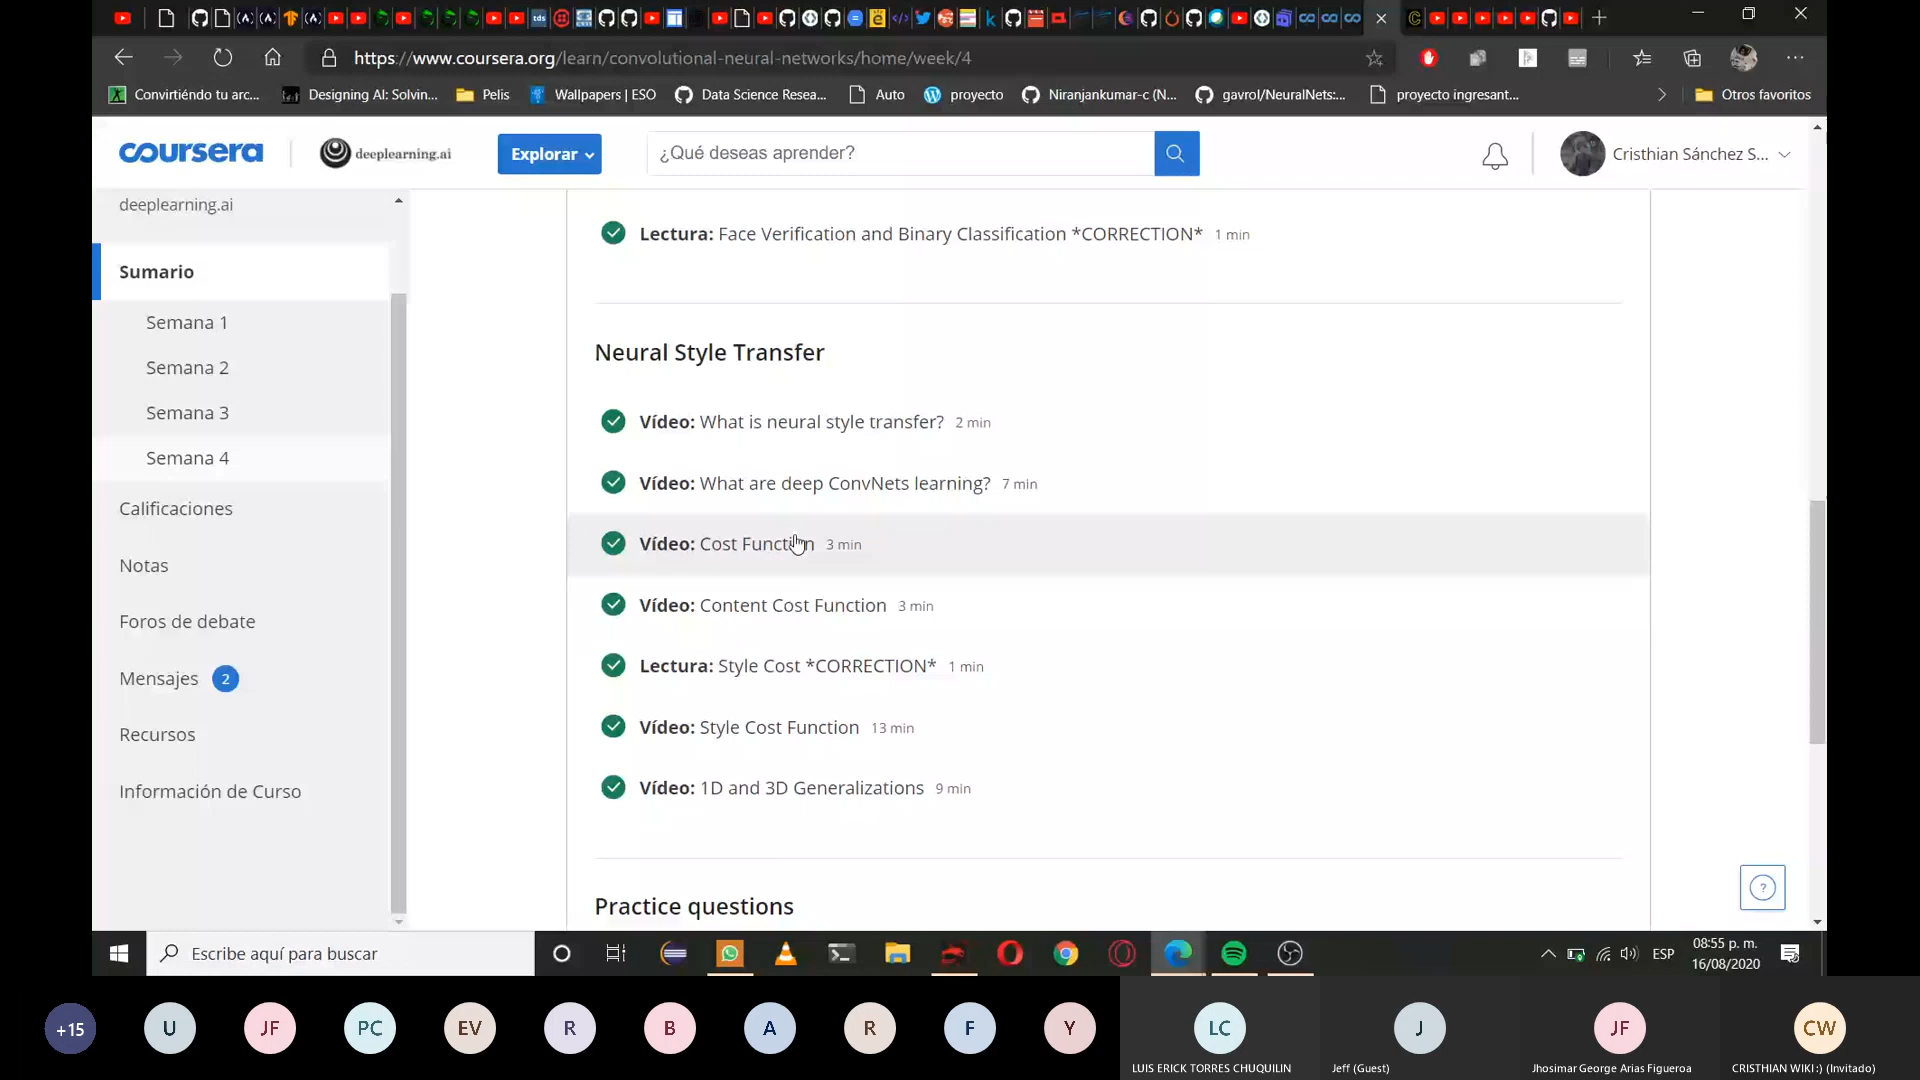 https://www.coursera.org/learn/convolutional-neural-networks/home/week/4
Convirtiéndo tu arc...
Designing AI: Solvin...
Pelis
Wallpapers | ESO
Data Science Resea...
Auto
proyecto
Niranjankumar-c (N...
gavrol/NeuralNets:...
proyecto ingresant...
Otros favoritos
coursera
deeplearning.ai
Explorar
¿Qué deseas aprender?
Cristhian Sánchez S...
deeplearning.ai
Sumario
Semana 1
Semana 2
Semana 3
Semana 4
Calificaciones
Notas
Foros de debate
Mensajes 2
Recursos
Información de Curso
Lectura: Face Verification and Binary Classification *CORRECTION* 1 min
Neural Style Transfer
Vídeo: What is neural style transfer? 2 min
Vídeo: What are deep ConvNets learning? 7 min
Vídeo: Cost Function 3 min
Vídeo: Content Cost Function 3 min
Lectura: Style Cost *CORRECTION* 1 min
Vídeo: Style Cost Function 13 min
Vídeo: 1D and 3D Generalizations 9 min
Practice questions
?
Escribe aquí para buscar
ESP
08:55 p. m.
16/08/2020
+15
U
JF
PC
EV
R
B
A
R
F
Y
LC
J
JF
CW
LUIS ERICK TORRES CHUQUILIN
Jeff (Guest)
Jhosimar George Arias Figueroa
CRISTHIAN WIKI :) (Invitado)